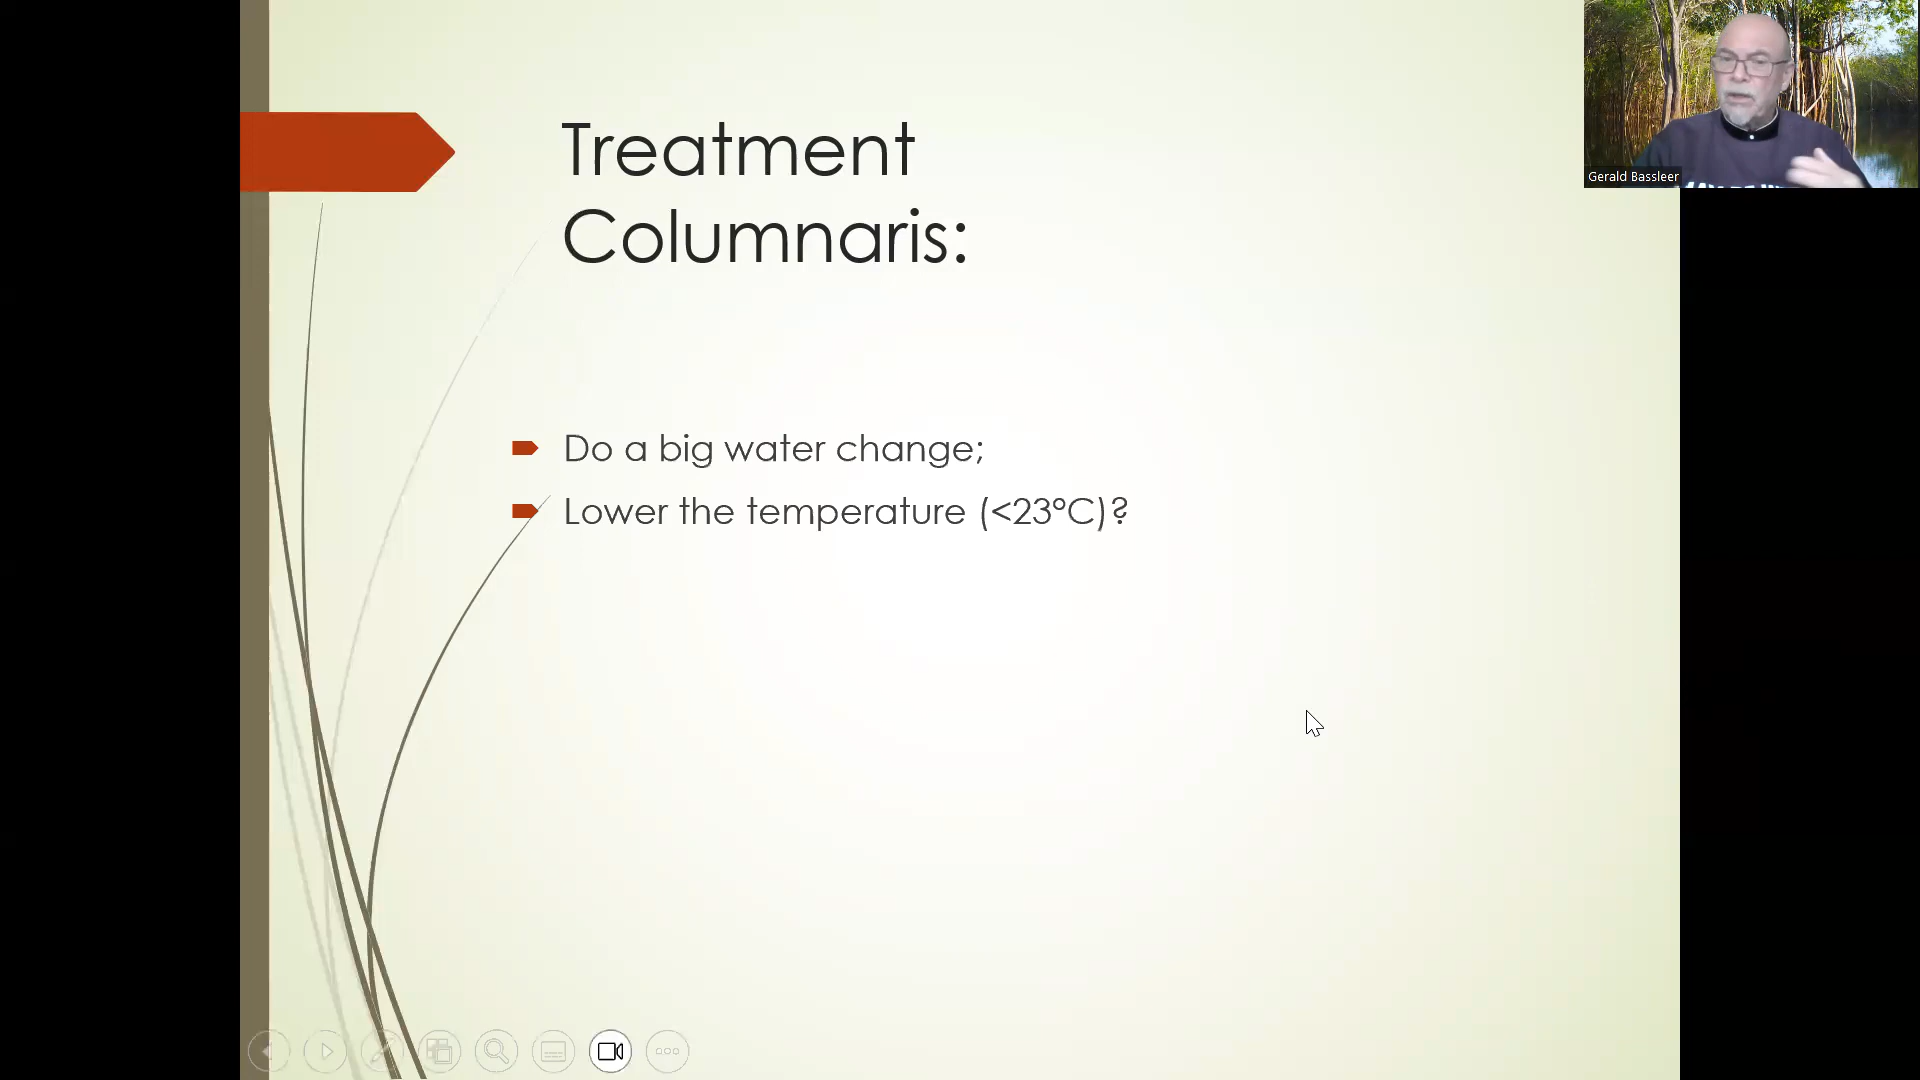 Treatment
Columnaris:
Do a big water change;
Lower the temperature (<23°C)?
Gerald Bassleer